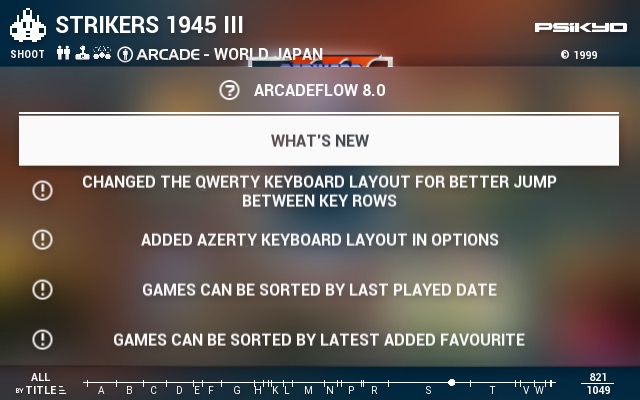 STRIKERS 1945 III
PSIKYO
SHOOT
ARCADE - WORLD, JAPAN
© 1999
ARCADEFLOW 8.0
WHAT'S NEW
CHANGED THE QWERTY KEYBOARD LAYOUT FOR BETTER JUMP
BETWEEN KEY ROWS
ADDED AZERTY KEYBOARD LAYOUT IN OPTIONS
GAMES CAN BE SORTED BY LAST PLAYED DATE
GAMES CAN BE SORTED BY LATEST ADDED FAVOURITE
ALL
BY TITLE
A B C D E F G H K L M N P R S T V W
821
1049